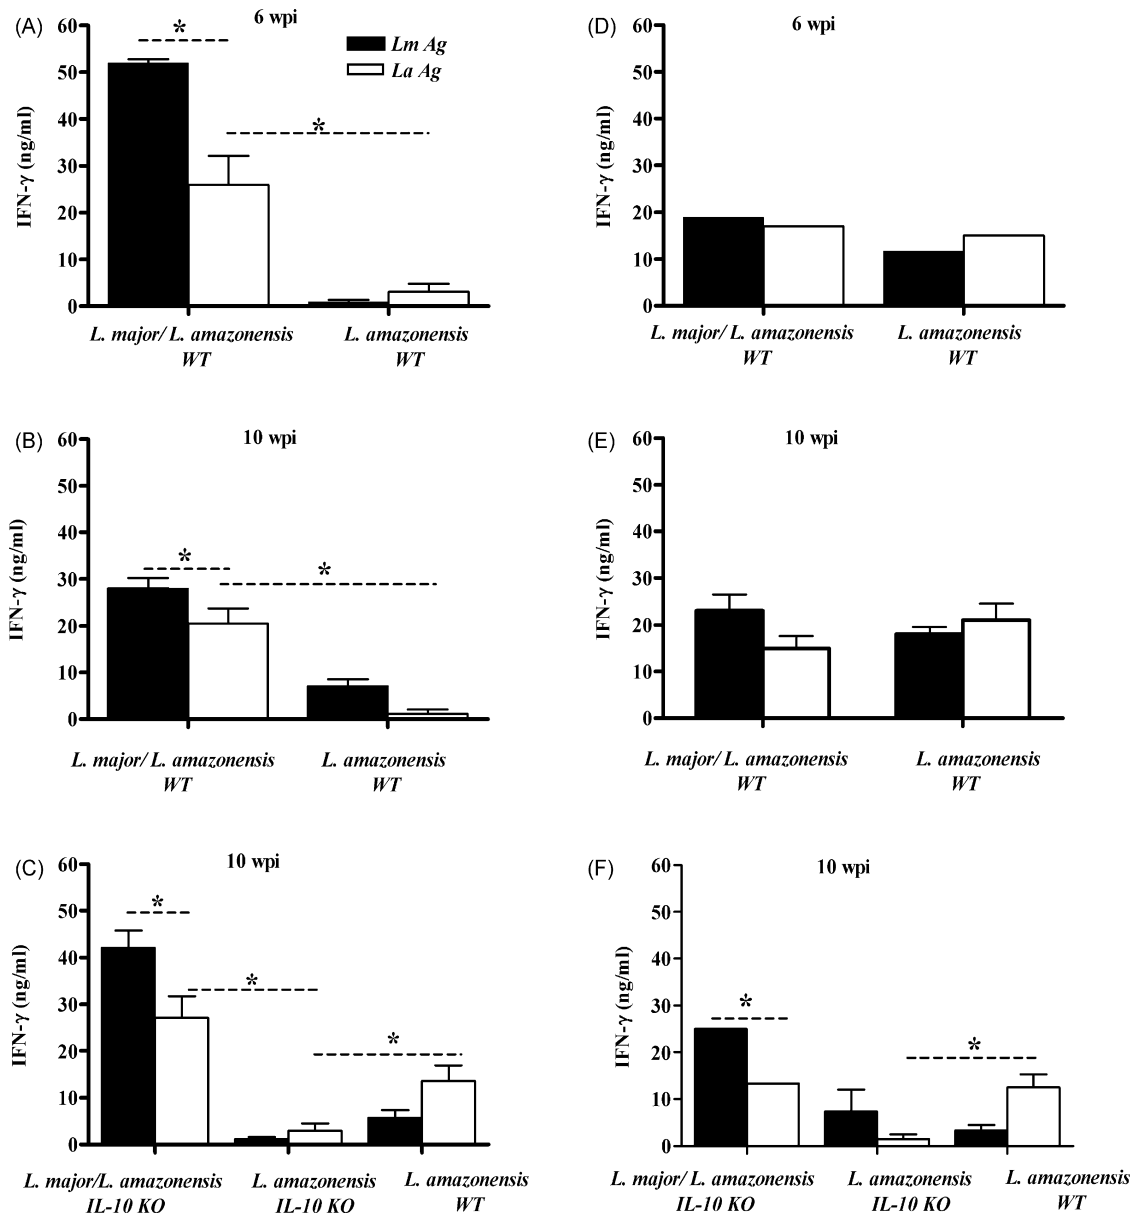 (A)
6 wpi
*
*
Lm Ag
La Ag
IFN-γ (ng/ml)
60
50
40
30
20
10
0
L. major/ L. amazonensis
WT
L. amazonensis
WT
(D)
6 wpi
IFN-γ (ng/ml)
60
50
40
30
20
10
0
L. major/ L. amazonensis
WT
L. amazonensis
WT
(B)
10 wpi
*
*
IFN-γ (ng/ml)
60
50
40
30
20
10
0
L. major/ L. amazonensis
WT
L. amazonensis
WT
(E)
10 wpi
IFN-γ (ng/ml)
60
50
40
30
20
10
0
L. major/ L. amazonensis
WT
L. amazonensis
WT
(C)
10 wpi
*
*
*
IFN-γ (ng/ml)
60
50
40
30
20
10
0
L. major/L. amazonensis
IL-10 KO
L. amazonensis
IL-10 KO
L. amazonensis
WT
(F)
10 wpi
*
*
IFN-γ (ng/ml)
60
50
40
30
20
10
0
L. major/ L. amazonensis
IL-10 KO
L. amazonensis
IL-10 KO
L. amazonensis
WT